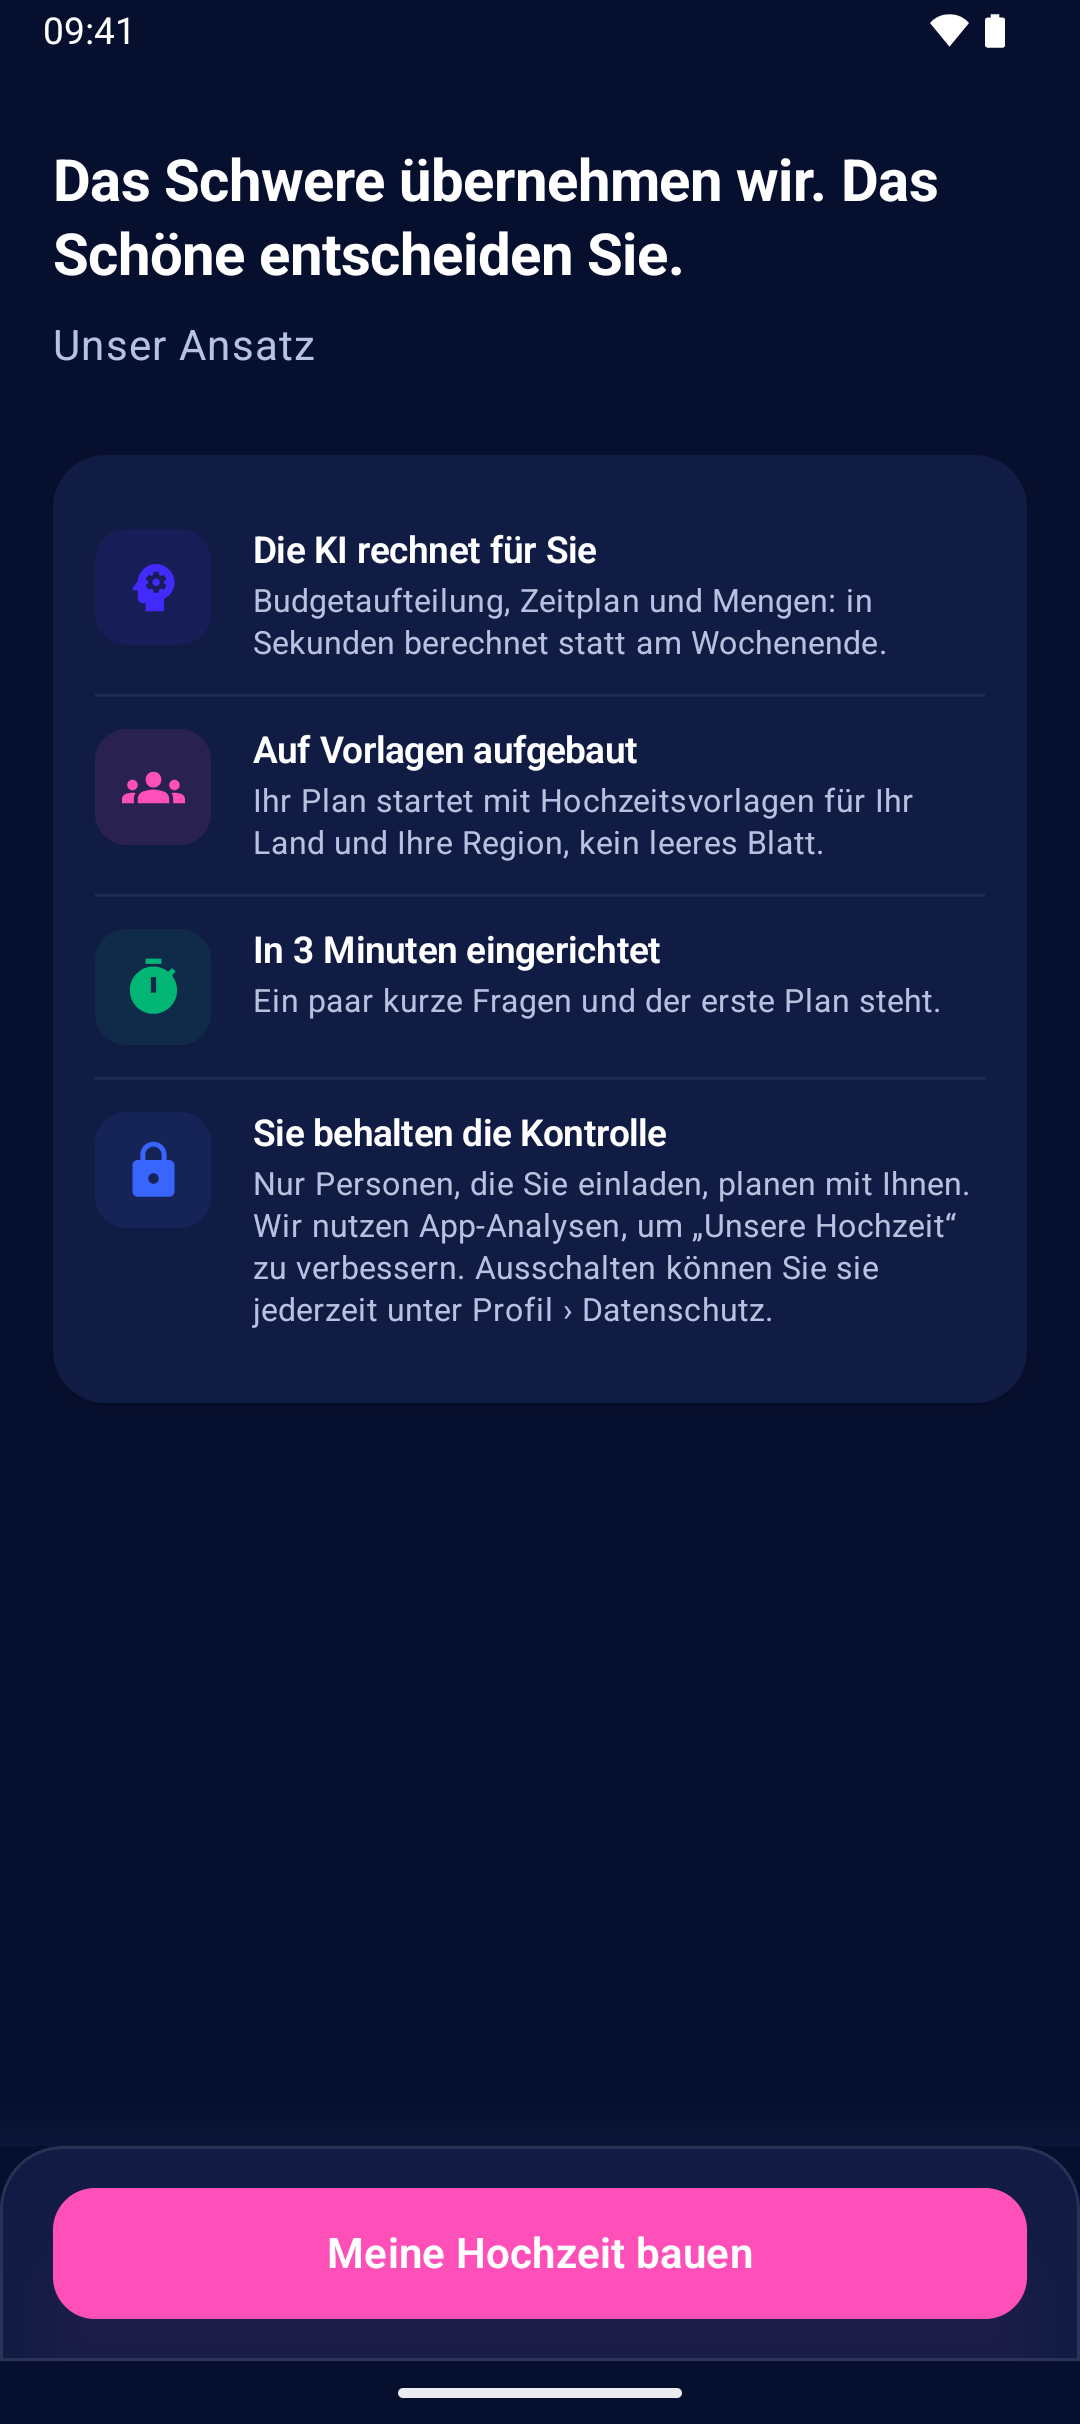 09:41
Das Schwere übernehmen wir. Das
Schöne entscheiden Sie.
Unser Ansatz
Die KI rechnet für Sie
Budgetaufteilung, Zeitplan und Mengen: in
Sekunden berechnet statt am Wochenende.
Auf Vorlagen aufgebaut
Ihr Plan startet mit Hochzeitsvorlagen für Ihr
Land und Ihre Region, kein leeres Blatt.
In 3 Minuten eingerichtet
Ein paar kurze Fragen und der erste Plan steht.
Sie behalten die Kontrolle
Nur Personen, die Sie einladen, planen mit Ihnen.
Wir nutzen App-Analysen, um „Unsere Hochzeit“
zu verbessern. Ausschalten können Sie sie
jederzeit unter Profil › Datenschutz.
Meine Hochzeit bauen